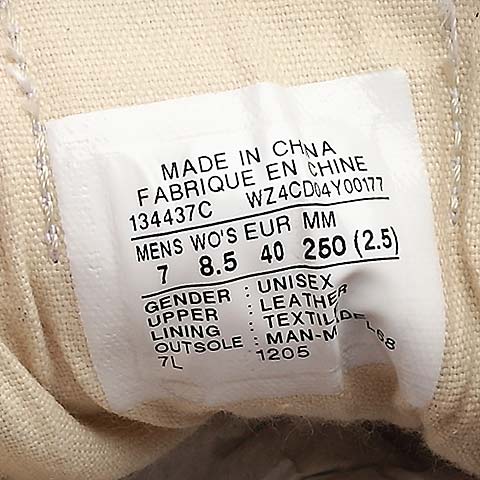 MADE IN CHINA
FABRIQUE EN CHINE
134437C WZ4CD04Y00177
MENS WO'S EUR MM
7 8.5 40 250 (2.5)
GENDER : UNISEX
UPPER : LEATHER
LINING : TEXTILE
OUTSOLE : MAN-M
7L 1205